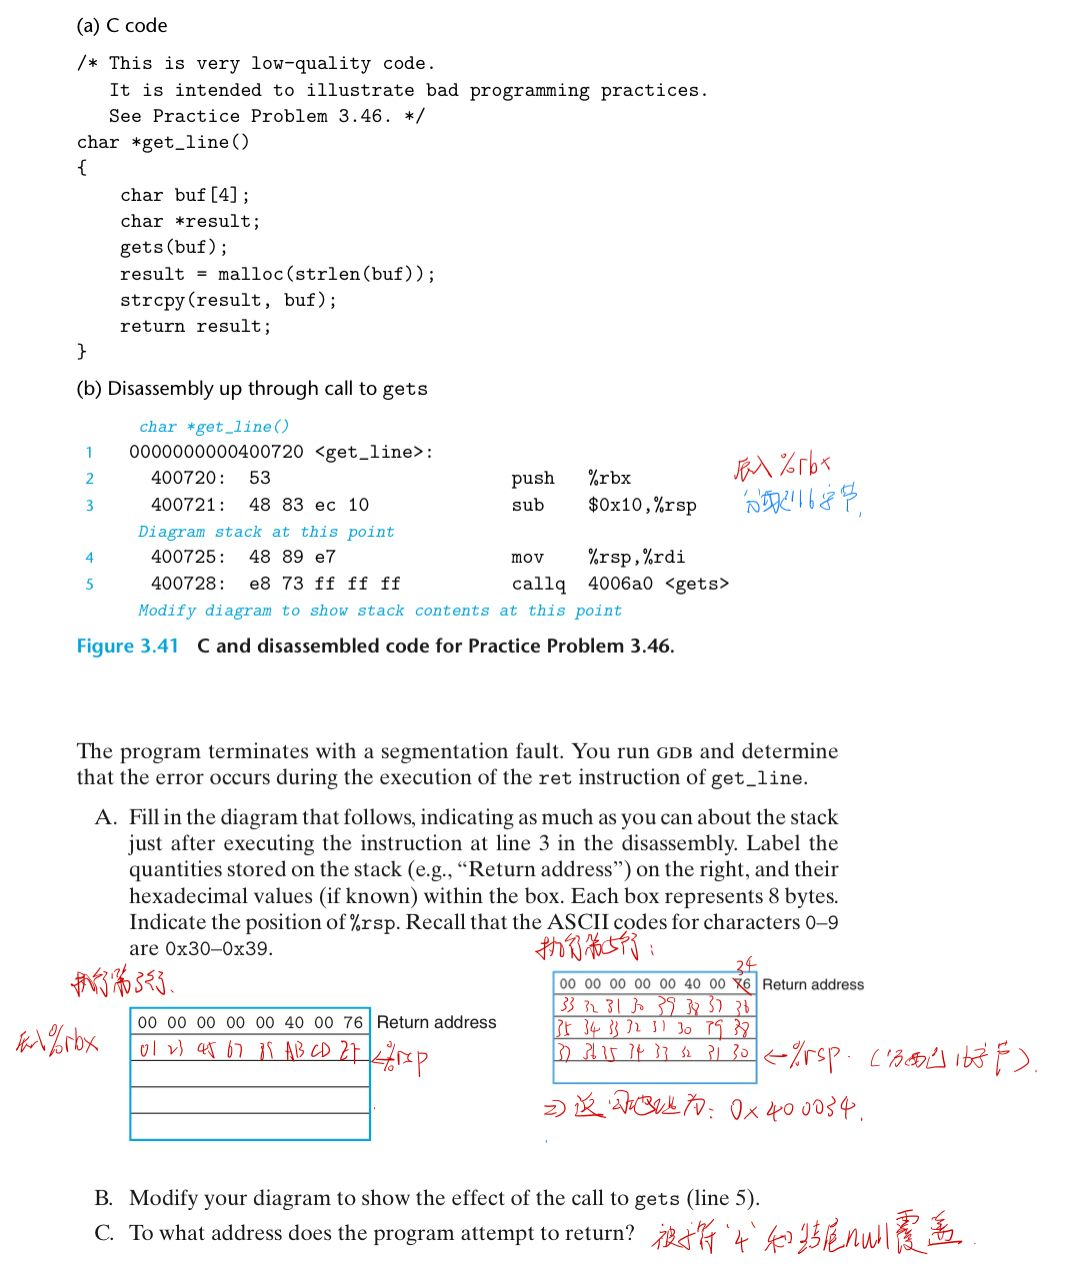 (a) C code
/* This is very low-quality code.
It is intended to illustrate bad programming practices.
See Practice Problem 3.46. */
char *get_line()
{
char buf[4];
char *result;
gets(buf);
result = malloc(strlen(buf));
strcpy(result, buf);
return result;
}
(b) Disassembly up through call to gets
char *get_line()
1 0000000000400720 <get_line>:
2 400720: 53 push %rbx 压入%rbx
3 400721: 48 83 ec 10 sub $0x10,%rsp 分配16字节
Diagram stack at this point
4 400725: 48 89 e7 mov %rsp,%rdi
5 400728: e8 73 ff ff ff callq 4006a0 <gets>
Modify diagram to show stack contents at this point
Figure 3.41 C and disassembled code for Practice Problem 3.46.
The program terminates with a segmentation fault. You run GDB and determine
that the error occurs during the execution of the ret instruction of get_line.
A. Fill in the diagram that follows, indicating as much as you can about the stack
just after executing the instruction at line 3 in the disassembly. Label the
quantities stored on the stack (e.g., “Return address”) on the right, and their
hexadecimal values (if known) within the box. Each box represents 8 bytes.
Indicate the position of %rsp. Recall that the ASCII codes for characters 0–9
are 0x30–0x39.
执行第3行.
00 00 00 00 00 40 00 76 Return address
压入%rbx 01 23 45 67 89 AB CD EF ←%rsp
执行第5行:
34
00 00 00 00 00 40 00 76 Return address
33 32 31 30 39 38 37 36
35 34 33 32 31 30 39 38
37 36 35 34 33 32 31 30 ←%rsp. (分配16字节).
⇒返回地址为: 0x400034.
B. Modify your diagram to show the effect of the call to gets (line 5).
C. To what address does the program attempt to return? 被字符'4'和结尾null覆盖.